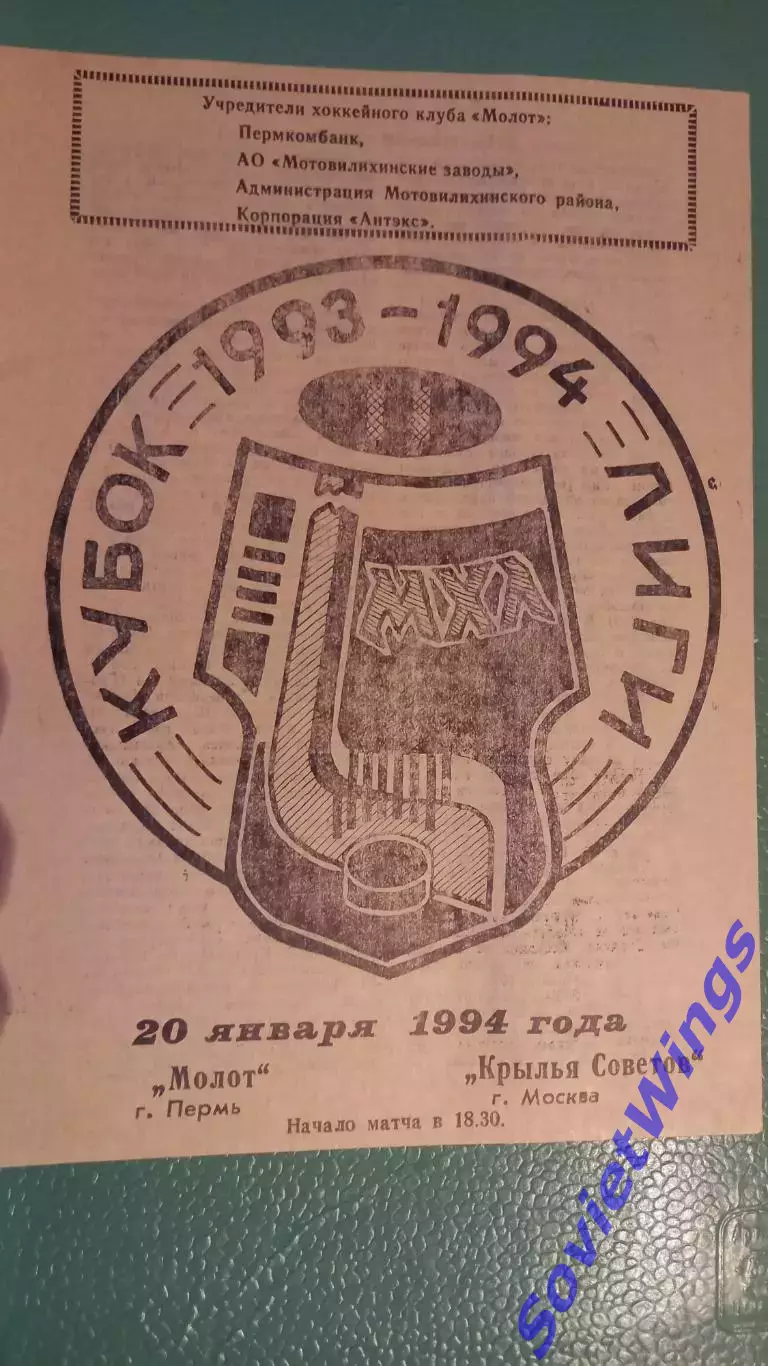 Учредители хоккейного клуба «Молот»:
Пермкомбанк,
АО «Мотовилихинские заводы»,
Администрация Мотовилихинского района,
Корпорация «Антэкс».
КУБОК 1993-1994 ЛИГИ
МХЛ
20 января 1994 года
„Молот“
г. Пермь
„Крылья Советов“
г. Москва
Начало матча в 18.30.
SovietWings